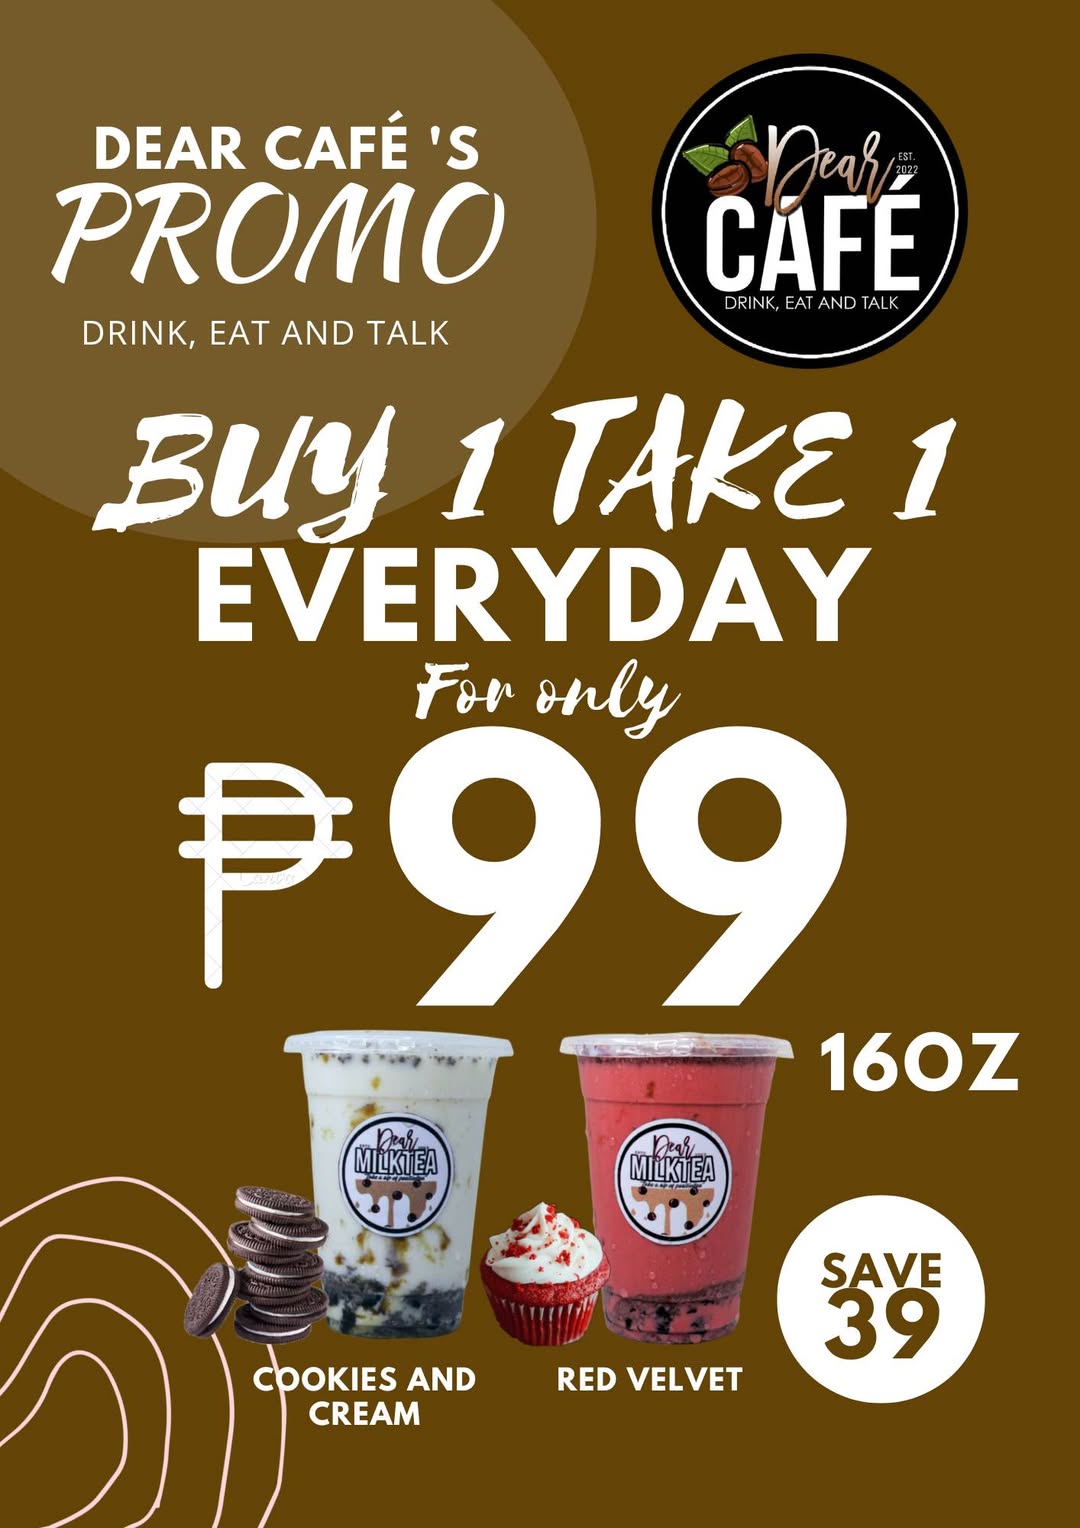 DEAR CAFÉ 'S
PROMO
DRINK, EAT AND TALK
Dear
EST.
2022
CAFÉ
DRINK, EAT AND TALK
BUY 1 TAKE 1
EVERYDAY
For only
₱99
Canva
16OZ
Dear
MILKTEA
Dear
MILKTEA
SAVE
39
COOKIES AND
CREAM
RED VELVET